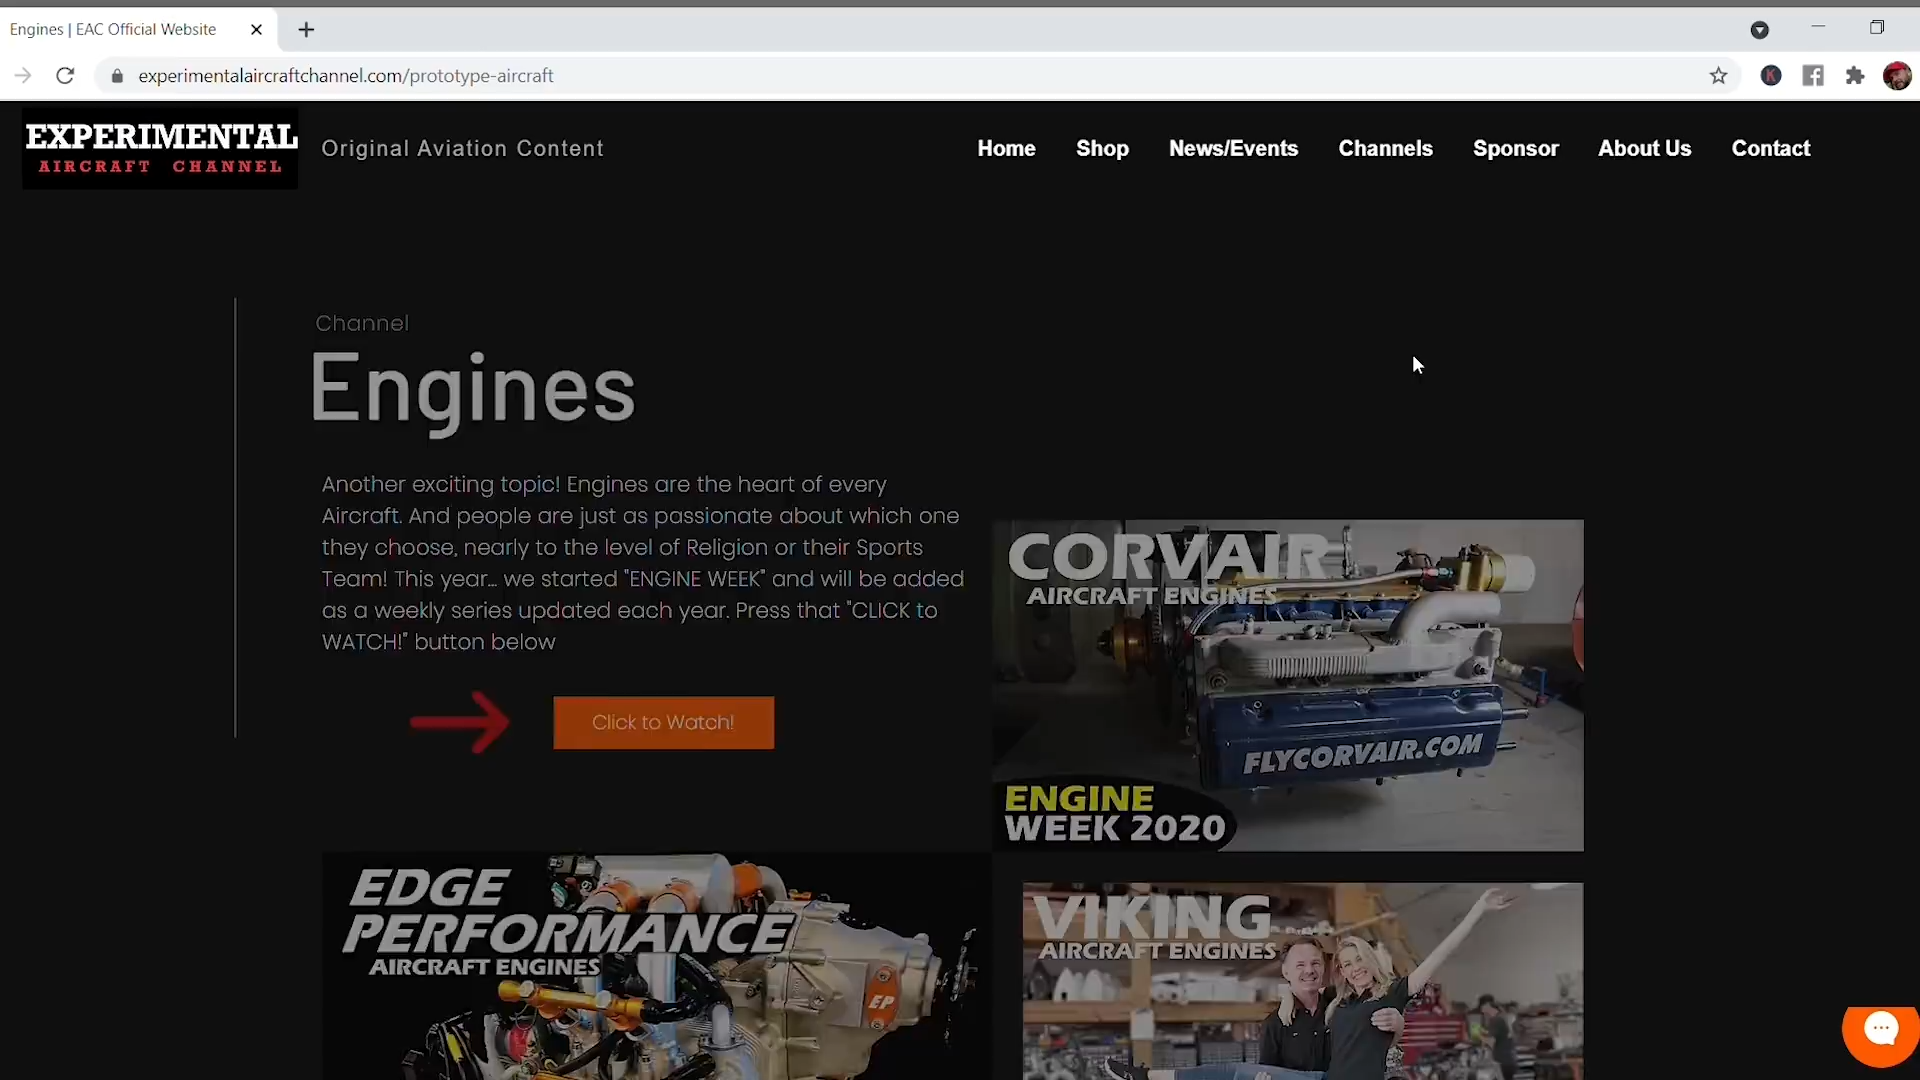 Engines | EAC Official Website
experimentalaircraftchannel.com/prototype-aircraft
K
EXPERIMENTAL
AIRCRAFT CHANNEL
Original Aviation Content
Home
Shop
News/Events
Channels
Sponsor
About Us
Contact
Channel
Engines
Another exciting topic! Engines are the heart of every
Aircraft. And people are just as passionate about which one
they choose, nearly to the level of Religion or their Sports
Team! This year... we started "ENGINE WEEK" and will be added
as a weekly series updated each year. Press that "CLICK to
WATCH!" button below
Click to Watch!
CORVAIR
AIRCRAFT ENGINES
FLYCORVAIR.COM
ENGINE
WEEK 2020
EDGE
PERFORMANCE
AIRCRAFT ENGINES
EP
VIKING
AIRCRAFT ENGINES